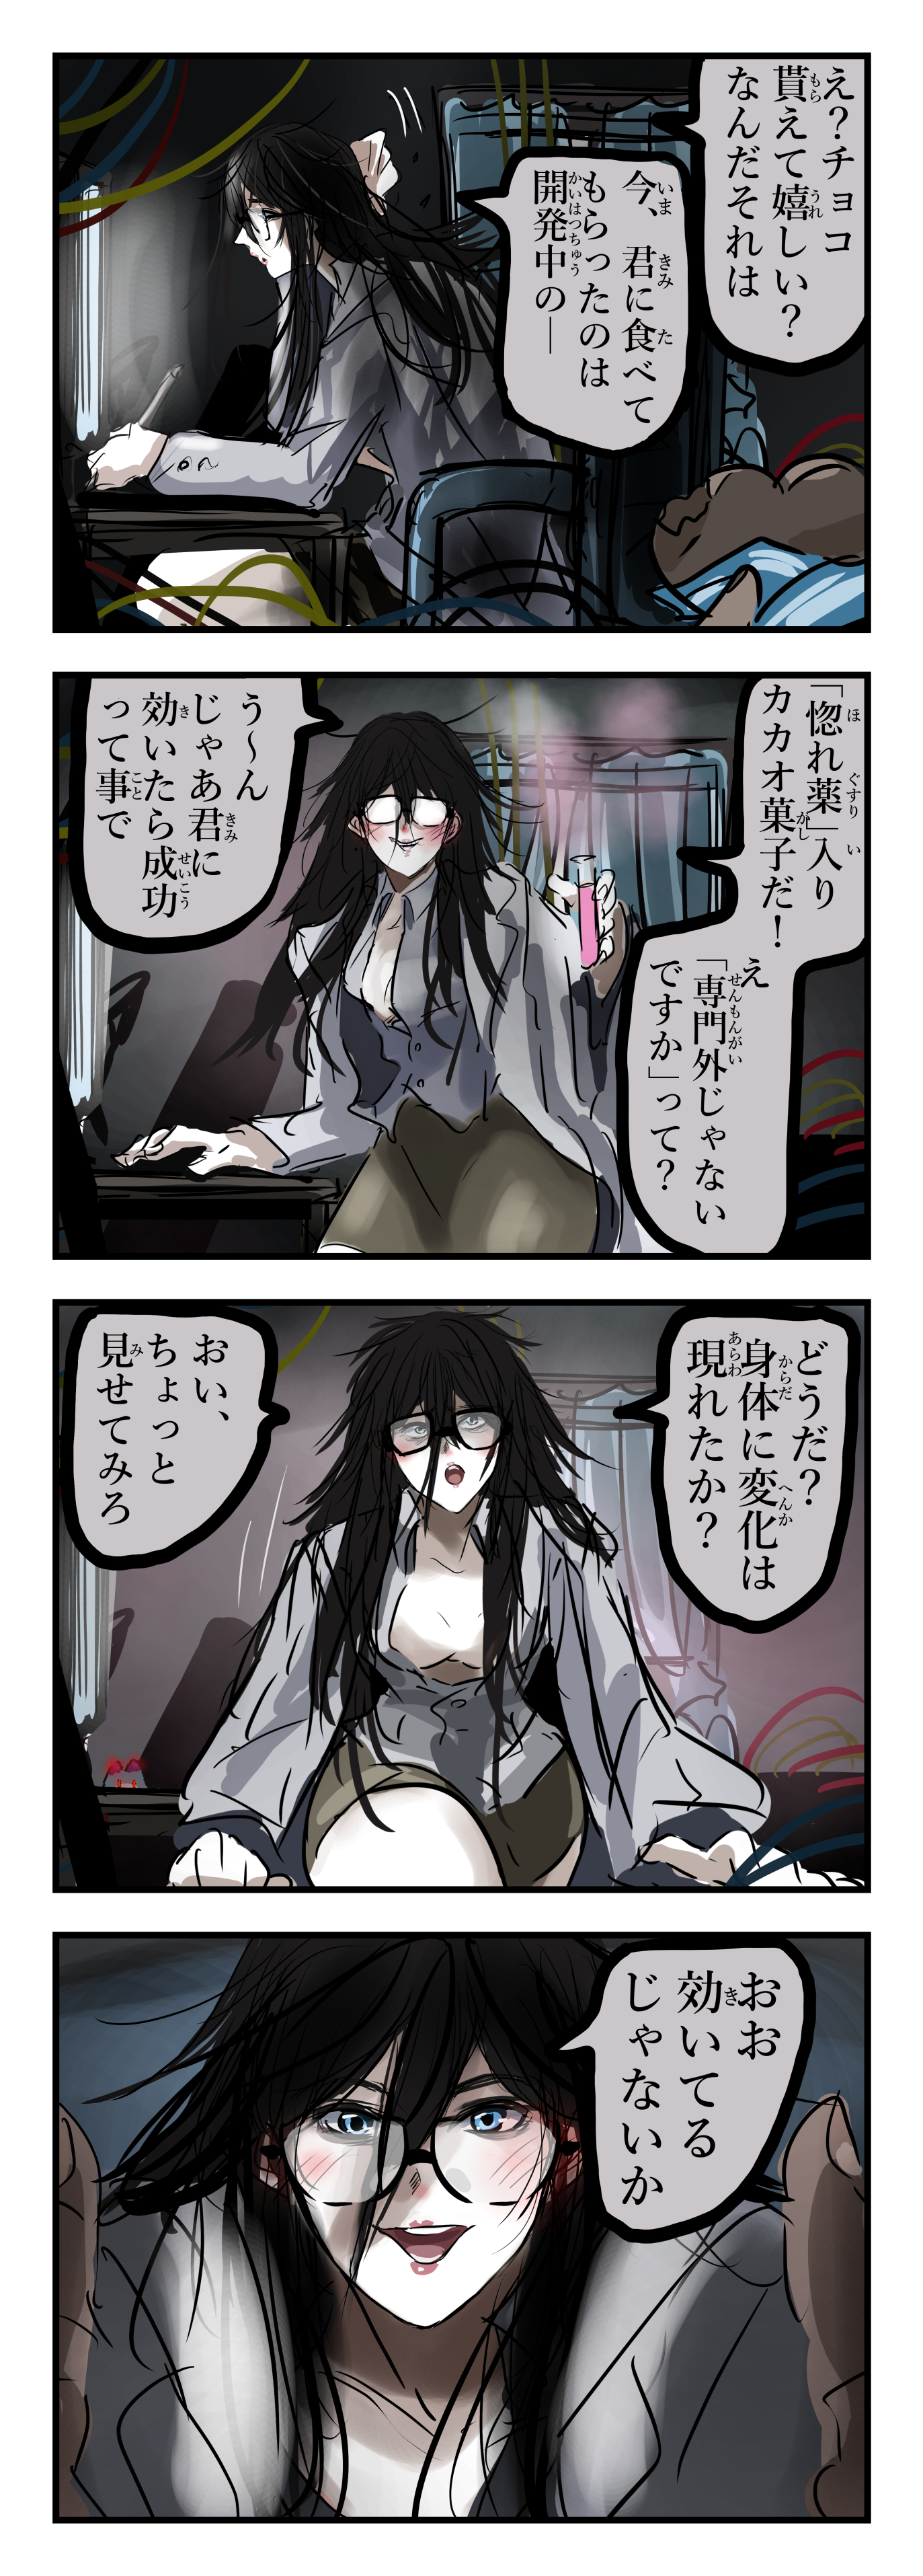 え？チョコ
貰えて嬉しい？
なんだそれは
今、君に食べて
もらったのは
開発中の―
「惚れ薬」入り
カカオ菓子だ！
え
「専門外じゃない
ですか」って？
う～ん
じゃあ君に
効いたら成功
って事で
どうだ？
身体に変化は
現れたか？
おい、
ちょっと
見せてみろ
おお
効いてる
じゃないか